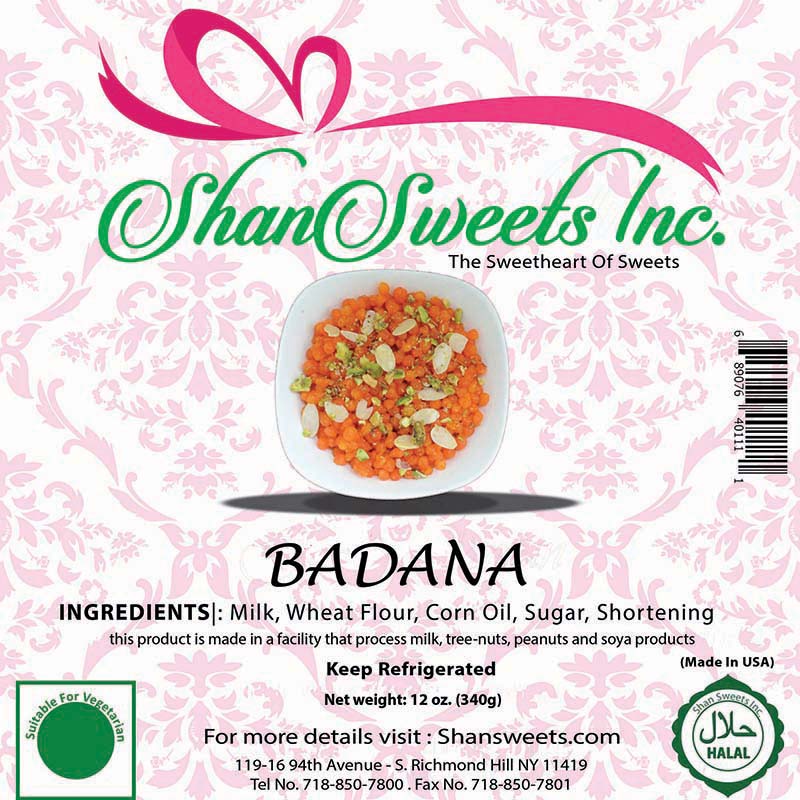 ShanSweets Inc.
The Sweetheart Of Sweets
6 89076 40111 1
BADANA
INGREDIENTS|: Milk, Wheat Flour, Corn Oil, Sugar, Shortening
this product is made in a facility that process milk, tree-nuts, peanuts and soya products
Keep Refrigerated
(Made In USA)
Net weight: 12 oz. (340g)
Suitable For Vegetarian
Shan Sweets Inc.
حلال
HALAL
For more details visit : Shansweets.com
119-16 94th Avenue - S. Richmond Hill NY 11419
Tel No. 718-850-7800 . Fax No. 718-850-7801